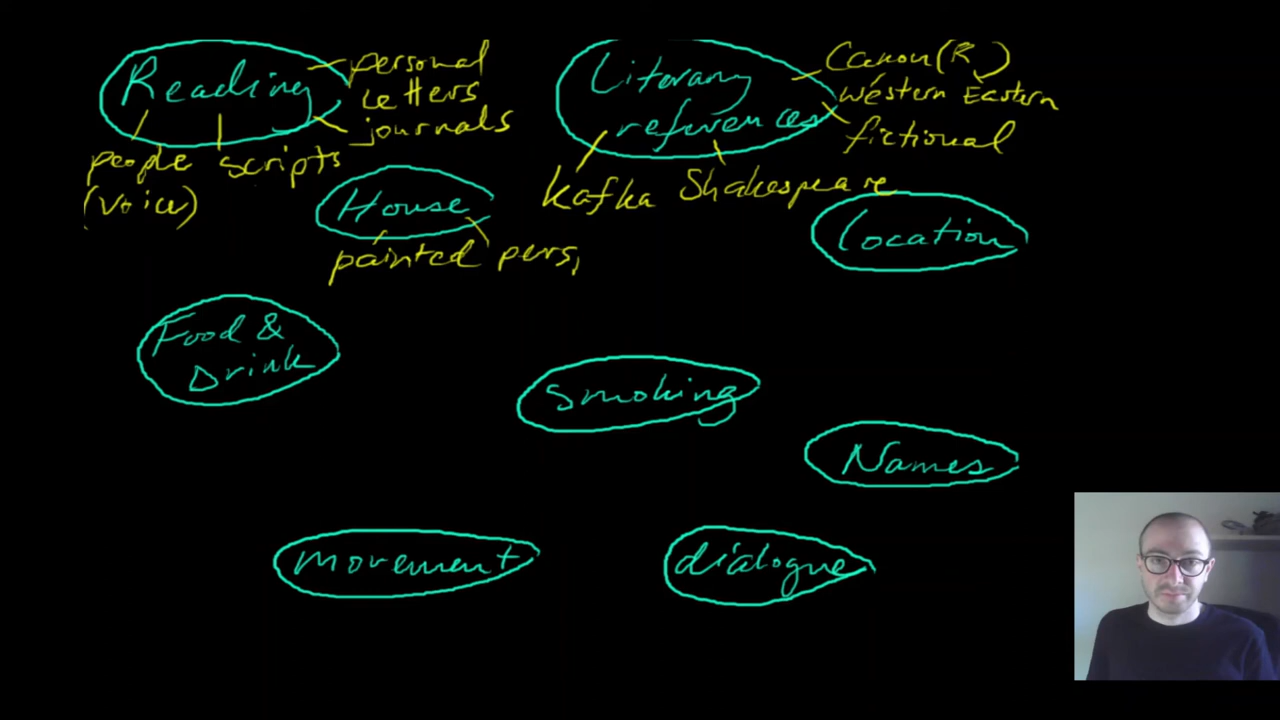 Reading
personal
letters
journals
people
(voice)
scripts
Literary
references
Canon (R)
Western Eastern
fictional
Kafka Shakespeare
House
painted pers,
Location
Food &
Drink
Smoking
Names
movement
dialogue